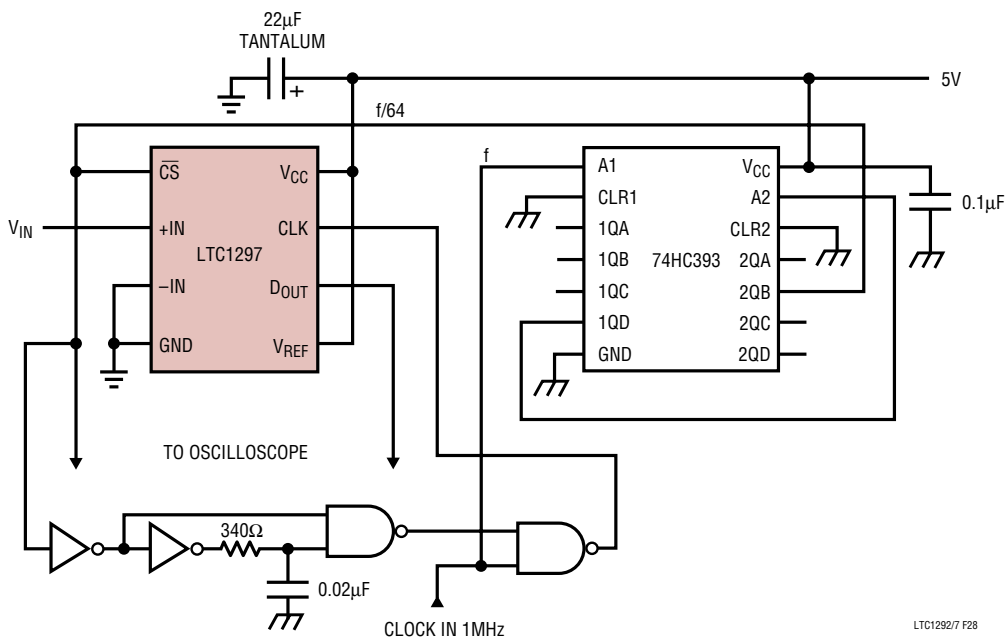 22µF
TANTALUM
+
5V
f/64
f
C̅S̅
VCC
+IN
CLK
LTC1297
–IN
DOUT
GND
VREF
VIN
A1
VCC
CLR1
A2
1QA
CLR2
1QB
74HC393
2QA
1QC
2QB
1QD
2QC
GND
2QD
0.1µF
TO OSCILLOSCOPE
340Ω
0.02µF
CLOCK IN 1MHz
LTC1292/7 F28